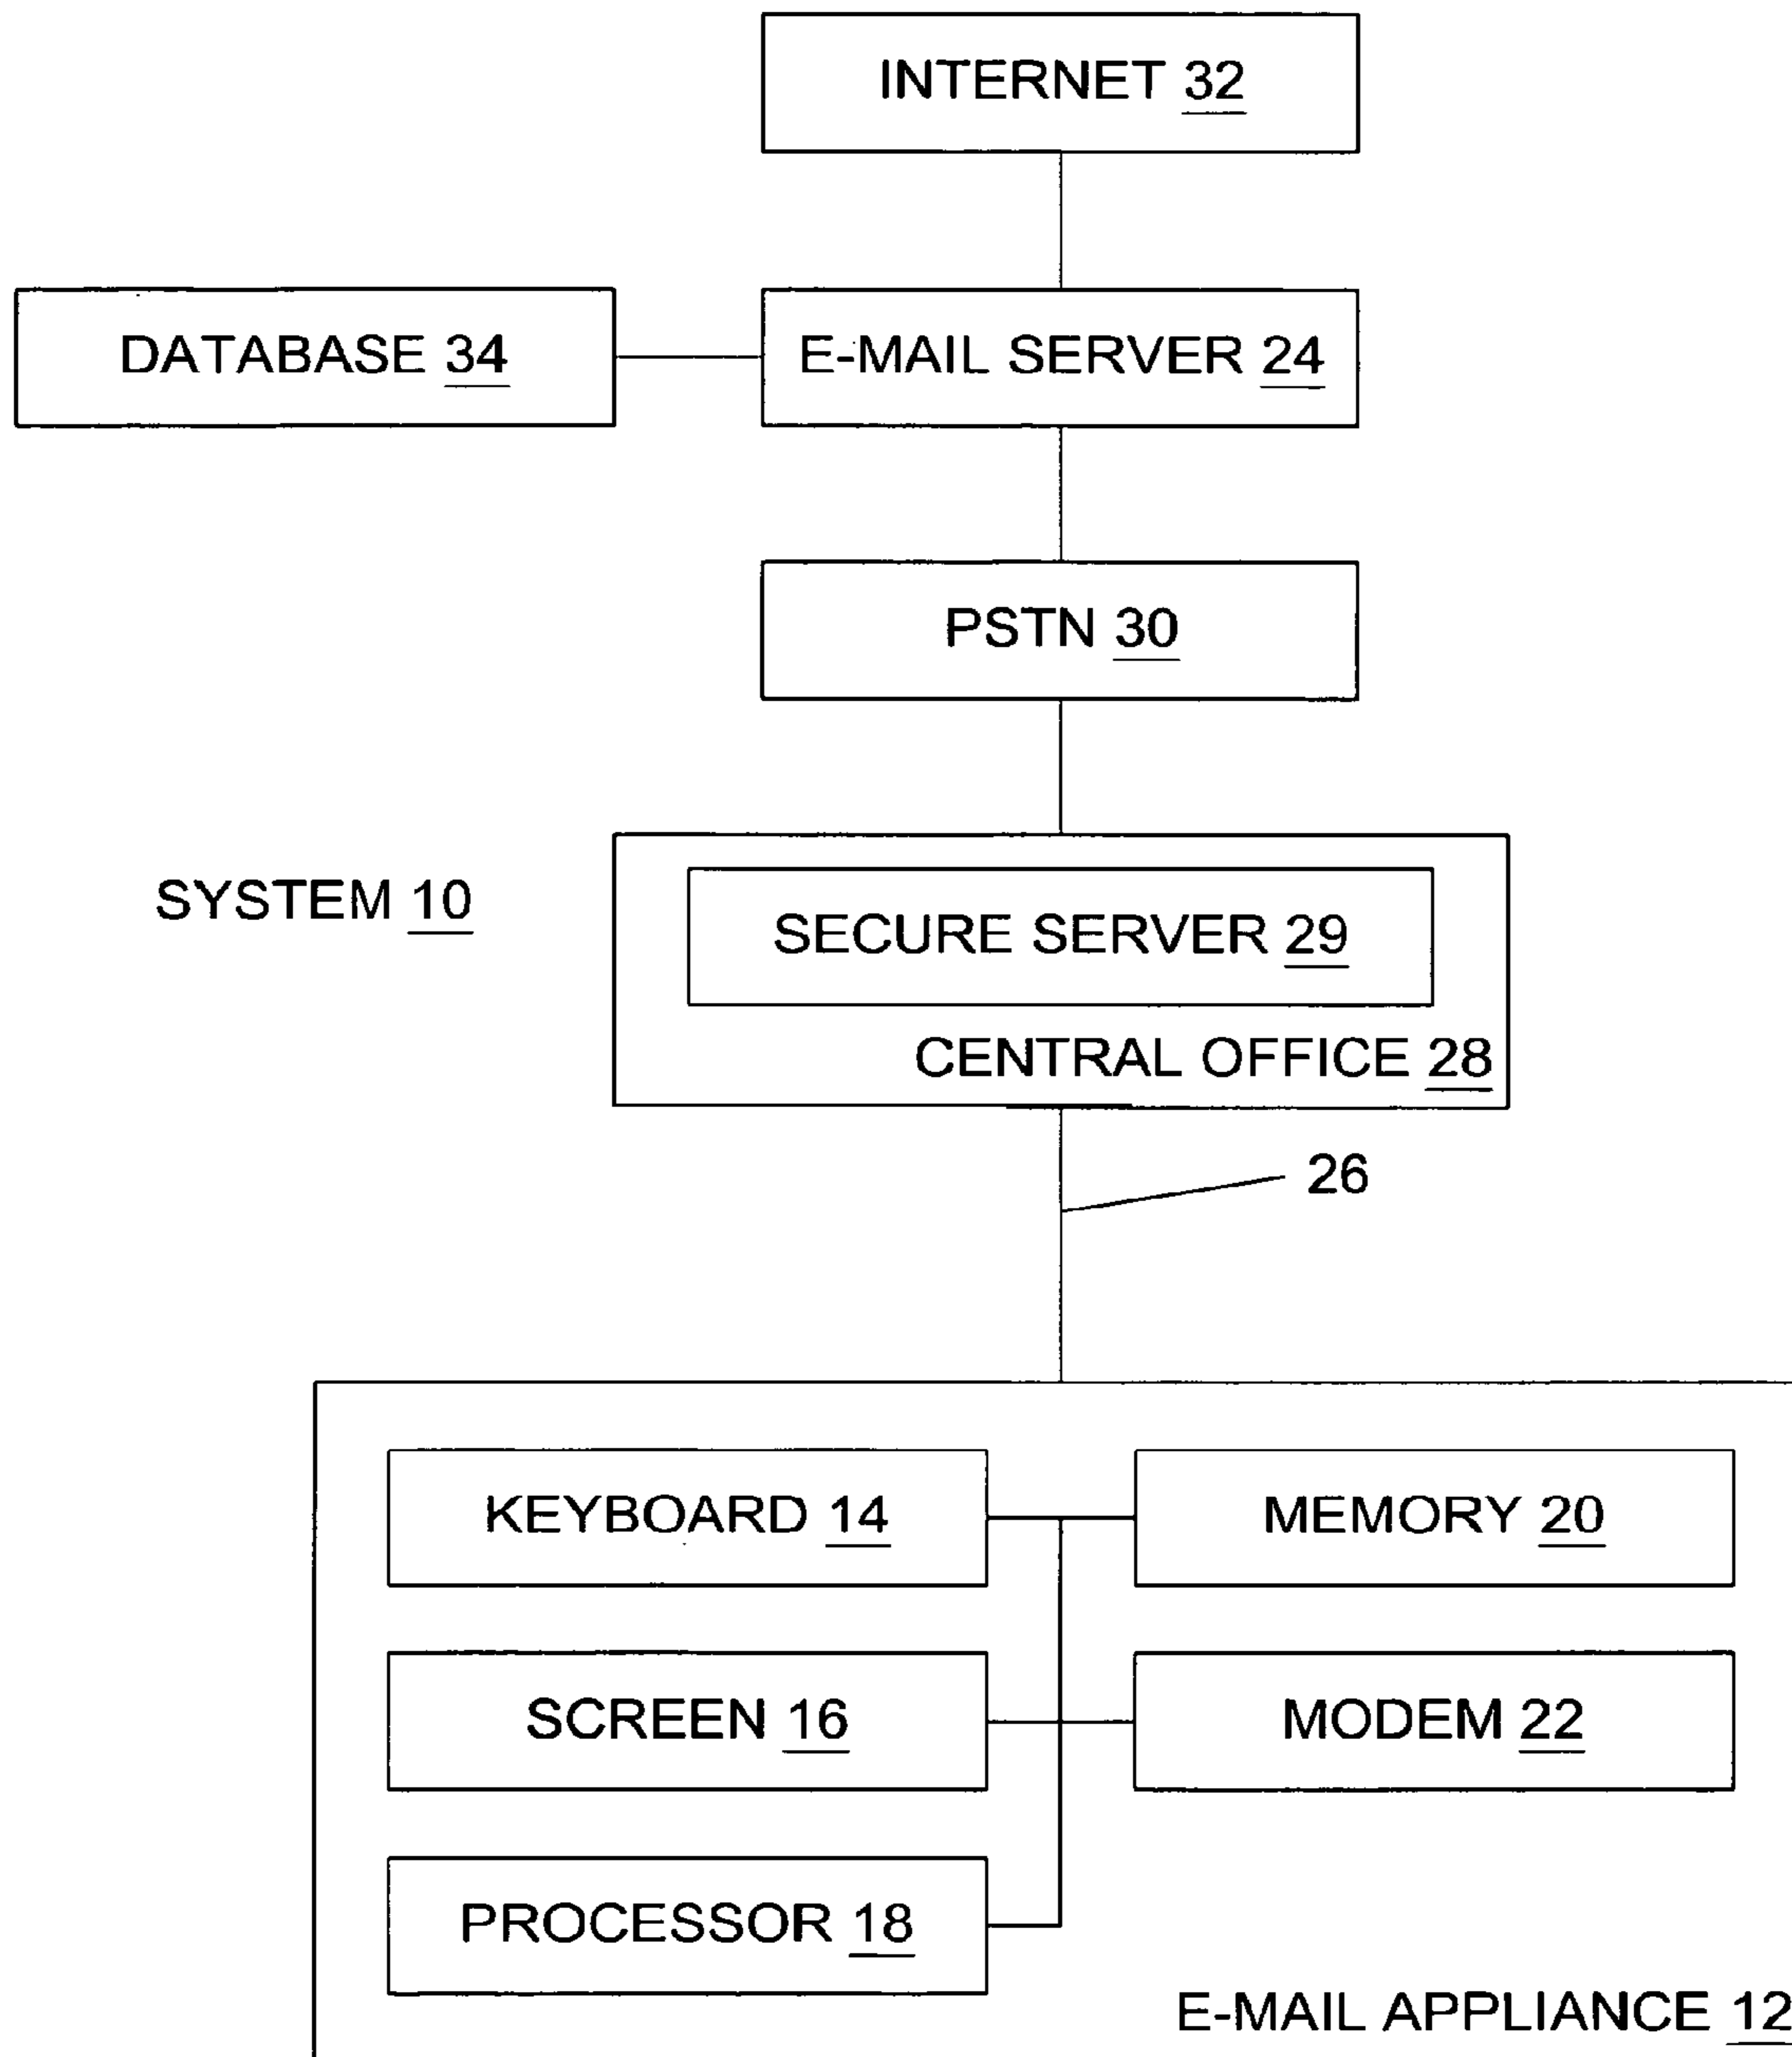 INTERNET 32
DATABASE 34
E-MAIL SERVER 24
PSTN 30
SYSTEM 10
SECURE SERVER 29
CENTRAL OFFICE 28
26
KEYBOARD 14
MEMORY 20
SCREEN 16
MODEM 22
PROCESSOR 18
E-MAIL APPLIANCE 12